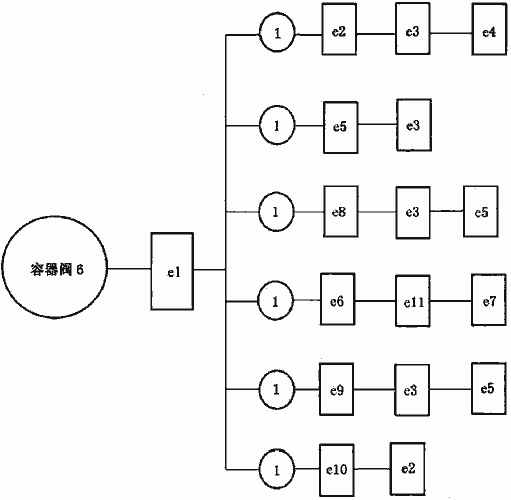 1 e2 e3 e4
1 e5 e3
1 e8 e3 e5
容器阀 6 e1
1 e6 e11 e7
1 e9 e3 e5
1 e10 e2